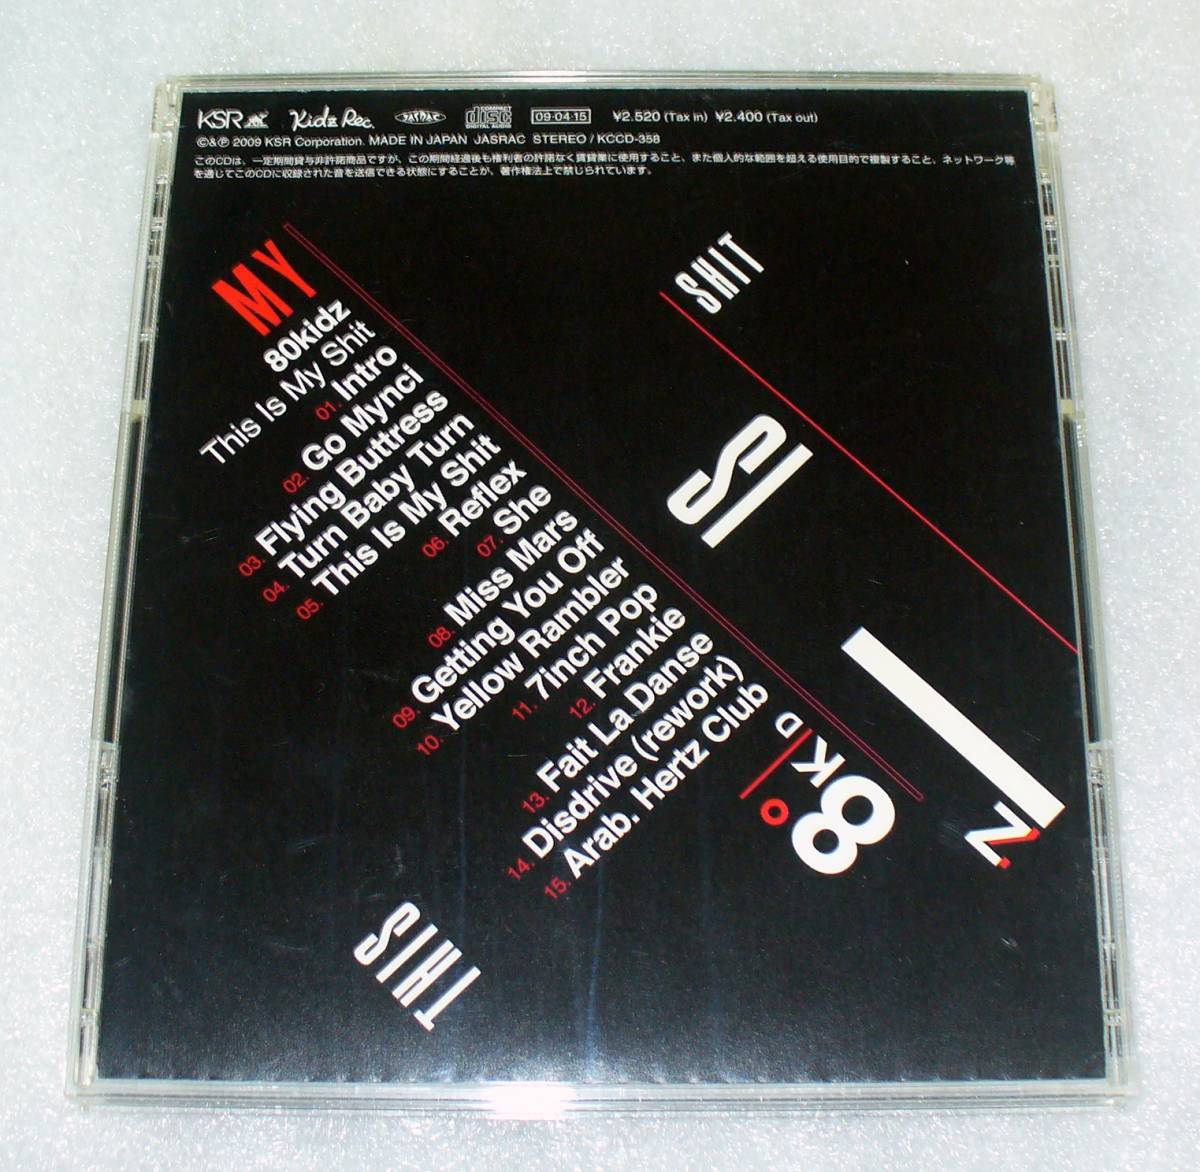 KSR Kidz Rec. JASRAC COMPACT disc DIGITAL AUDIO 09·04·15 ¥2.520 (Tax in) ¥2.400 (Tax out)
©&℗ 2009 KSR Corporation. MADE IN JAPAN JASRAC STEREO / KCCD-358
このCDは、一定期間貸与非許諾商品ですが、この期間経過後も権利者の許諾なく賃貸業に使用すること、また個人的な範囲を超える使用目的で複製すること、ネットワーク等
を通じてこのCDに収録された音を送信できる状態にすることが、著作権法上で禁じられています。
MY
80kidz
This Is My Shit
01. Intro
02. Go Mynci
03. Flying Buttress
04. Turn Baby Turn
05. This Is My Shit
06. Reflex
07. She
08. Miss Mars
09. Getting You Off
10. Yellow Rambler
11. 7inch Pop
12. Frankie
13. Fait La Danse
14. Disdrive (rework)
15. Arab. Hertz Club
SHIT
IS
80KID
Z
THIS